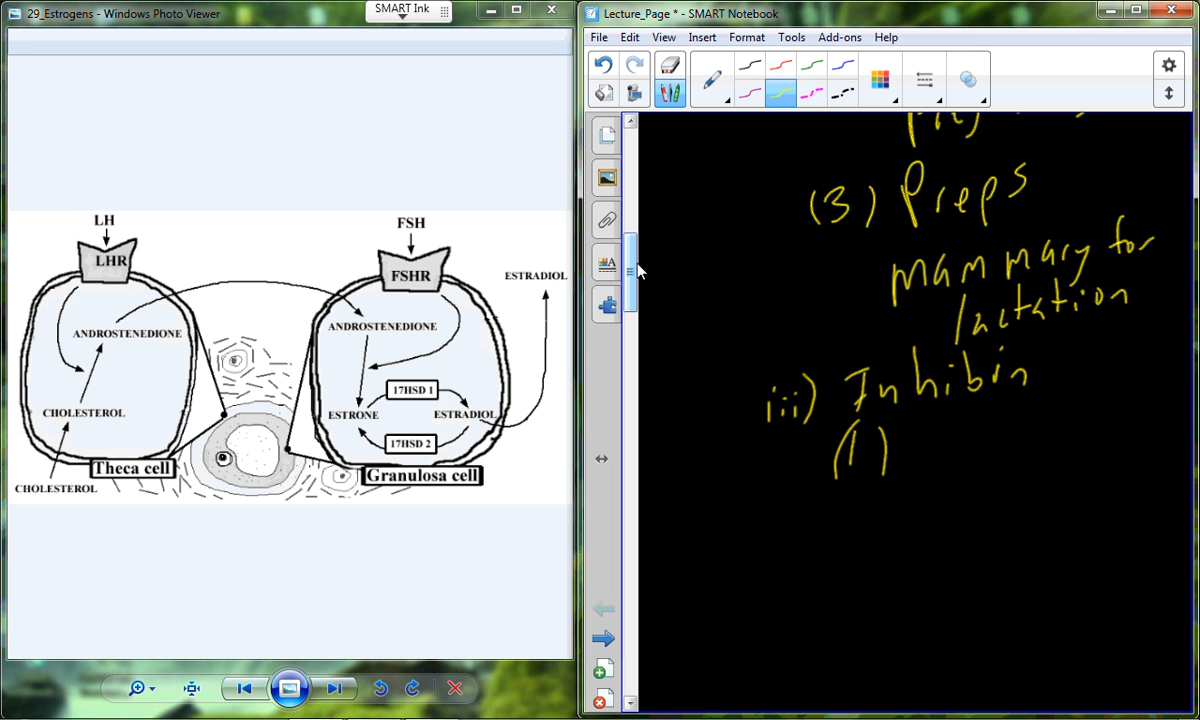 29_Estrogens - Windows Photo Viewer
SMART Ink
LH
LHR
ANDROSTENEDIONE
CHOLESTEROL
Theca cell
CHOLESTEROL
FSH
FSHR
ESTRADIOL
ANDROSTENEDIONE
17HSD 1
ESTRONE
ESTRADIOL
17HSD 2
Granulosa cell
Lecture_Page * - SMART Notebook
File Edit View Insert Format Tools Add-ons Help
(3) Preps
mammary for
lactation
iii) Inhibin
(1)